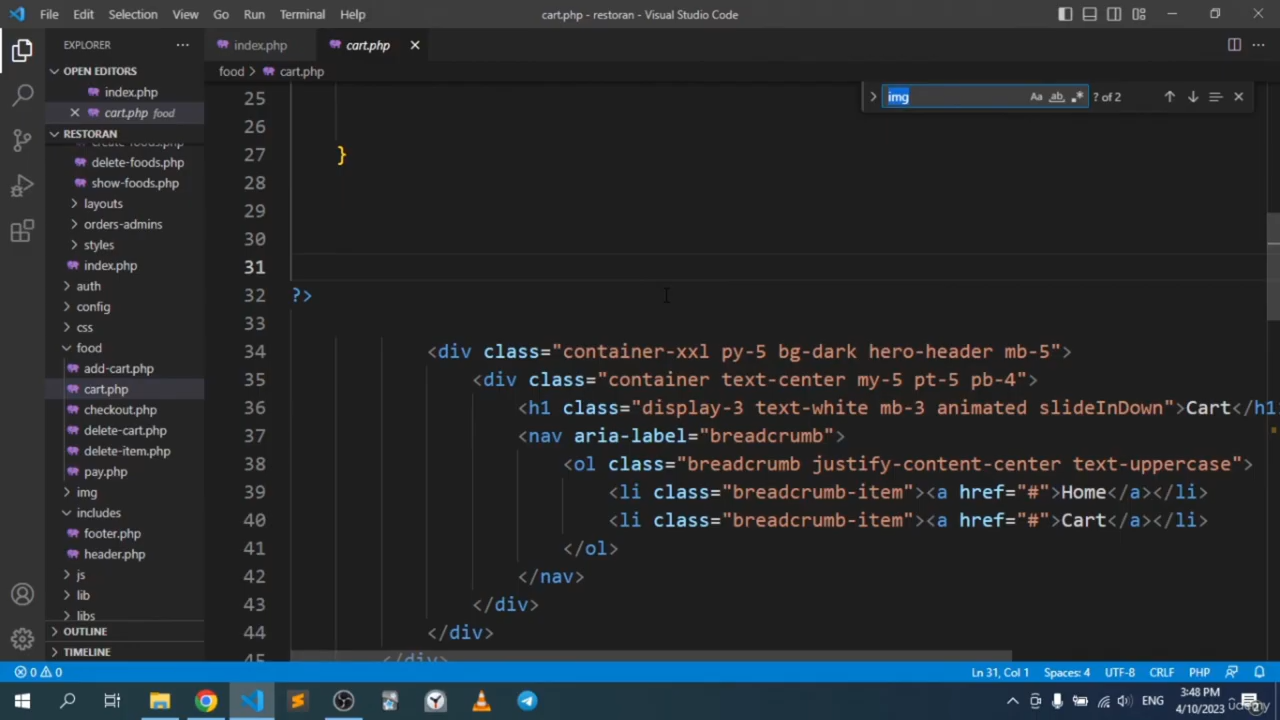 File Edit Selection View Go Run Terminal Help cart.php - restoran - Visual Studio Code
EXPLORER ... index.php cart.php
OPEN EDITORS
index.php
cart.php food
RESTORAN
delete-foods.php
show-foods.php
layouts
orders-admins
styles
index.php
auth
config
css
food
add-cart.php
cart.php
checkout.php
delete-cart.php
delete-item.php
pay.php
img
includes
footer.php
header.php
js
lib
libs
OUTLINE
TIMELINE
food > cart.php
img Aa ab .* ? of 2
25
26
27 }
28
29
30
31
32 ?>
33
34 <div class="container-xxl py-5 bg-dark hero-header mb-5">
35 <div class="container text-center my-5 pt-5 pb-4">
36 <h1 class="display-3 text-white mb-3 animated slideInDown">Cart</h1
37 <nav aria-label="breadcrumb">
38 <ol class="breadcrumb justify-content-center text-uppercase">
39 <li class="breadcrumb-item"><a href="#">Home</a></li>
40 <li class="breadcrumb-item"><a href="#">Cart</a></li>
41 </ol>
42 </nav>
43 </div>
44 </div>
45 </div>
0 0 Ln 31, Col 1 Spaces: 4 UTF-8 CRLF PHP
ENG 3:48 PM
4/10/2023
udemy